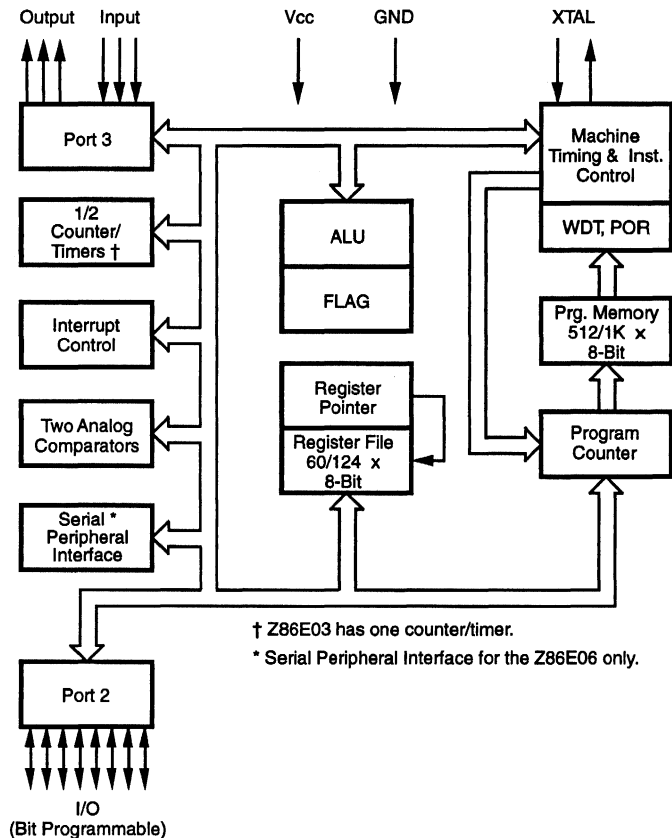 Output
Input
Vcc
GND
XTAL
Port 3
Machine
Timing & Inst.
Control
WDT, POR
1/2
Counter/
Timers †
ALU
FLAG
Interrupt
Control
Prg. Memory
512/1K x
8-Bit
Register
Pointer
Two Analog
Comparators
Register File
60/124 x
8-Bit
Program
Counter
Serial *
Peripheral
Interface
† Z86E03 has one counter/timer.
* Serial Peripheral Interface for the Z86E06 only.
Port 2
I/O
(Bit Programmable)